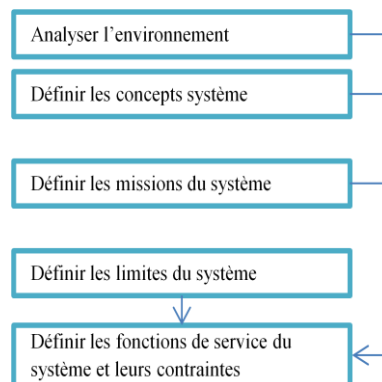 Analyser l'environnement
Définir les concepts système
Définir les missions du système
Définir les limites du système
Définir les fonctions de service du
système et leurs contraintes